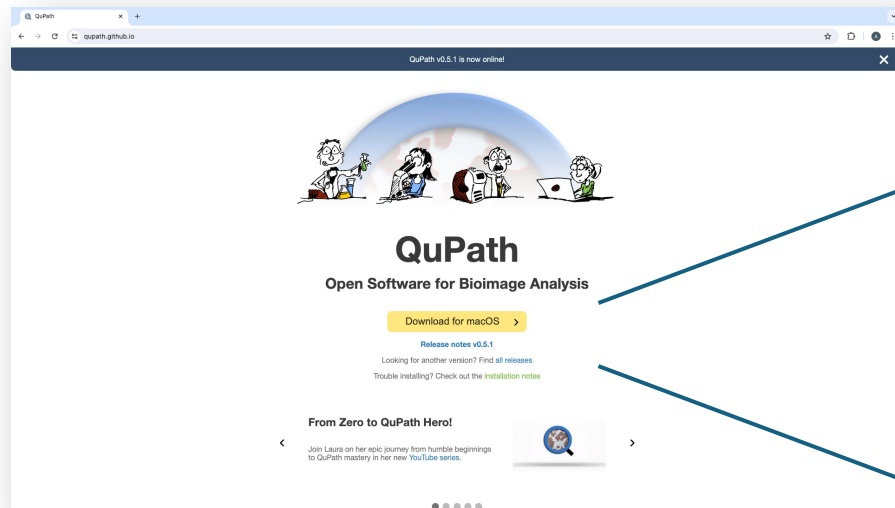 QuPath
qupath.github.io
A
QuPath v0.5.1 is now online!
QuPath
Open Software for Bioimage Analysis
Download for macOS
Release notes v0.5.1
Looking for another version? Find all releases
Trouble installing? Check out the installation notes
From Zero to QuPath Hero!
Join Laura on her epic journey from humble beginnings
to QuPath mastery in her new YouTube series.